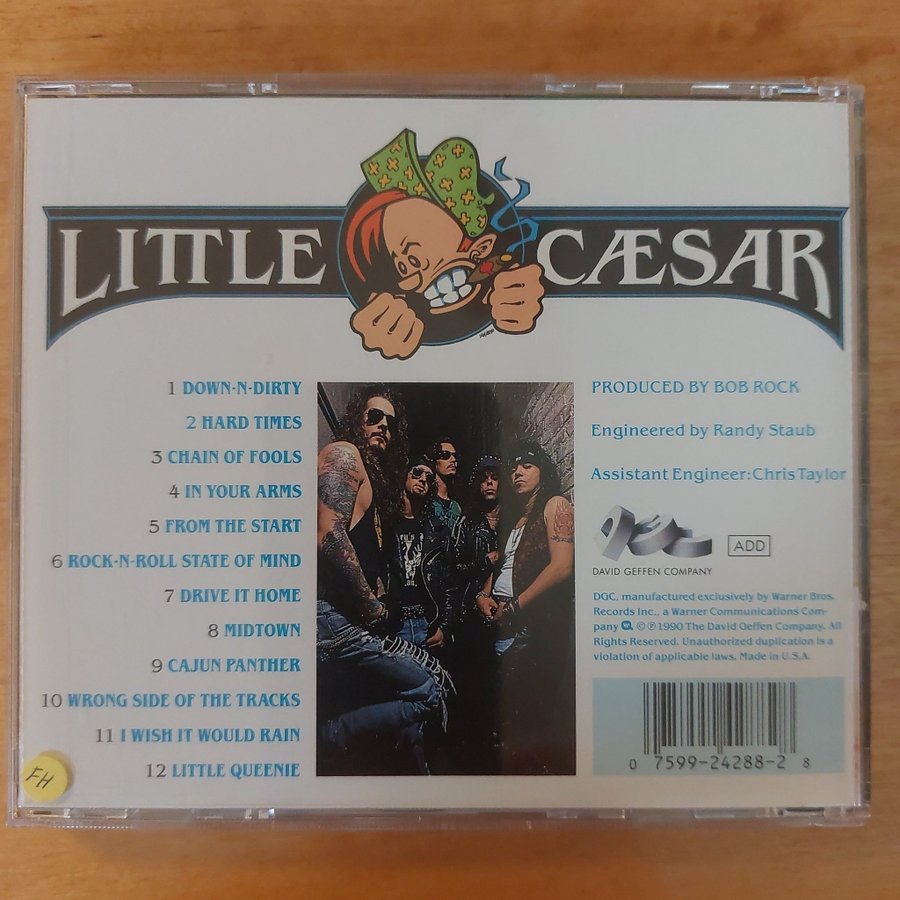 LITTLE CÆSAR
1 DOWN-N-DIRTY
2 HARD TIMES
3 CHAIN OF FOOLS
4 IN YOUR ARMS
5 FROM THE START
6 ROCK-N-ROLL STATE OF MIND
7 DRIVE IT HOME
8 MIDTOWN
9 CAJUN PANTHER
10 WRONG SIDE OF THE TRACKS
11 I WISH IT WOULD RAIN
12 LITTLE QUEENIE
FH
PRODUCED BY BOB ROCK
Engineered by Randy Staub
Assistant Engineer: Chris Taylor
DGC
ADD
DAVID GEFFEN COMPANY
DGC, manufactured exclusively by Warner Bros.
Records Inc., a Warner Communications Com-
pany © ℗ 1990 The David Geffen Company. All
Rights Reserved. Unauthorized duplication is a
violation of applicable laws. Made in U.S.A.
0 7599-24288-2 8